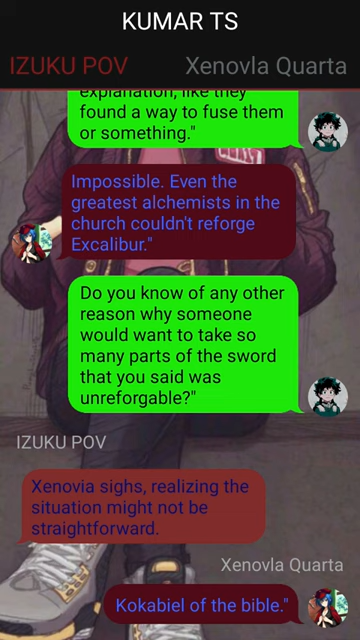 KUMAR TS
IZUKU POV Xenovla Quarta
explanation, like they
found a way to fuse them
or something."
Impossible. Even the
greatest alchemists in the
church couldn't reforge
Excalibur."
Do you know of any other
reason why someone
would want to take so
many parts of the sword
that you said was
unreforgable?"
IZUKU POV
Xenovia sighs, realizing the
situation might not be
straightforward.
Xenovla Quarta
Kokabiel of the bible."